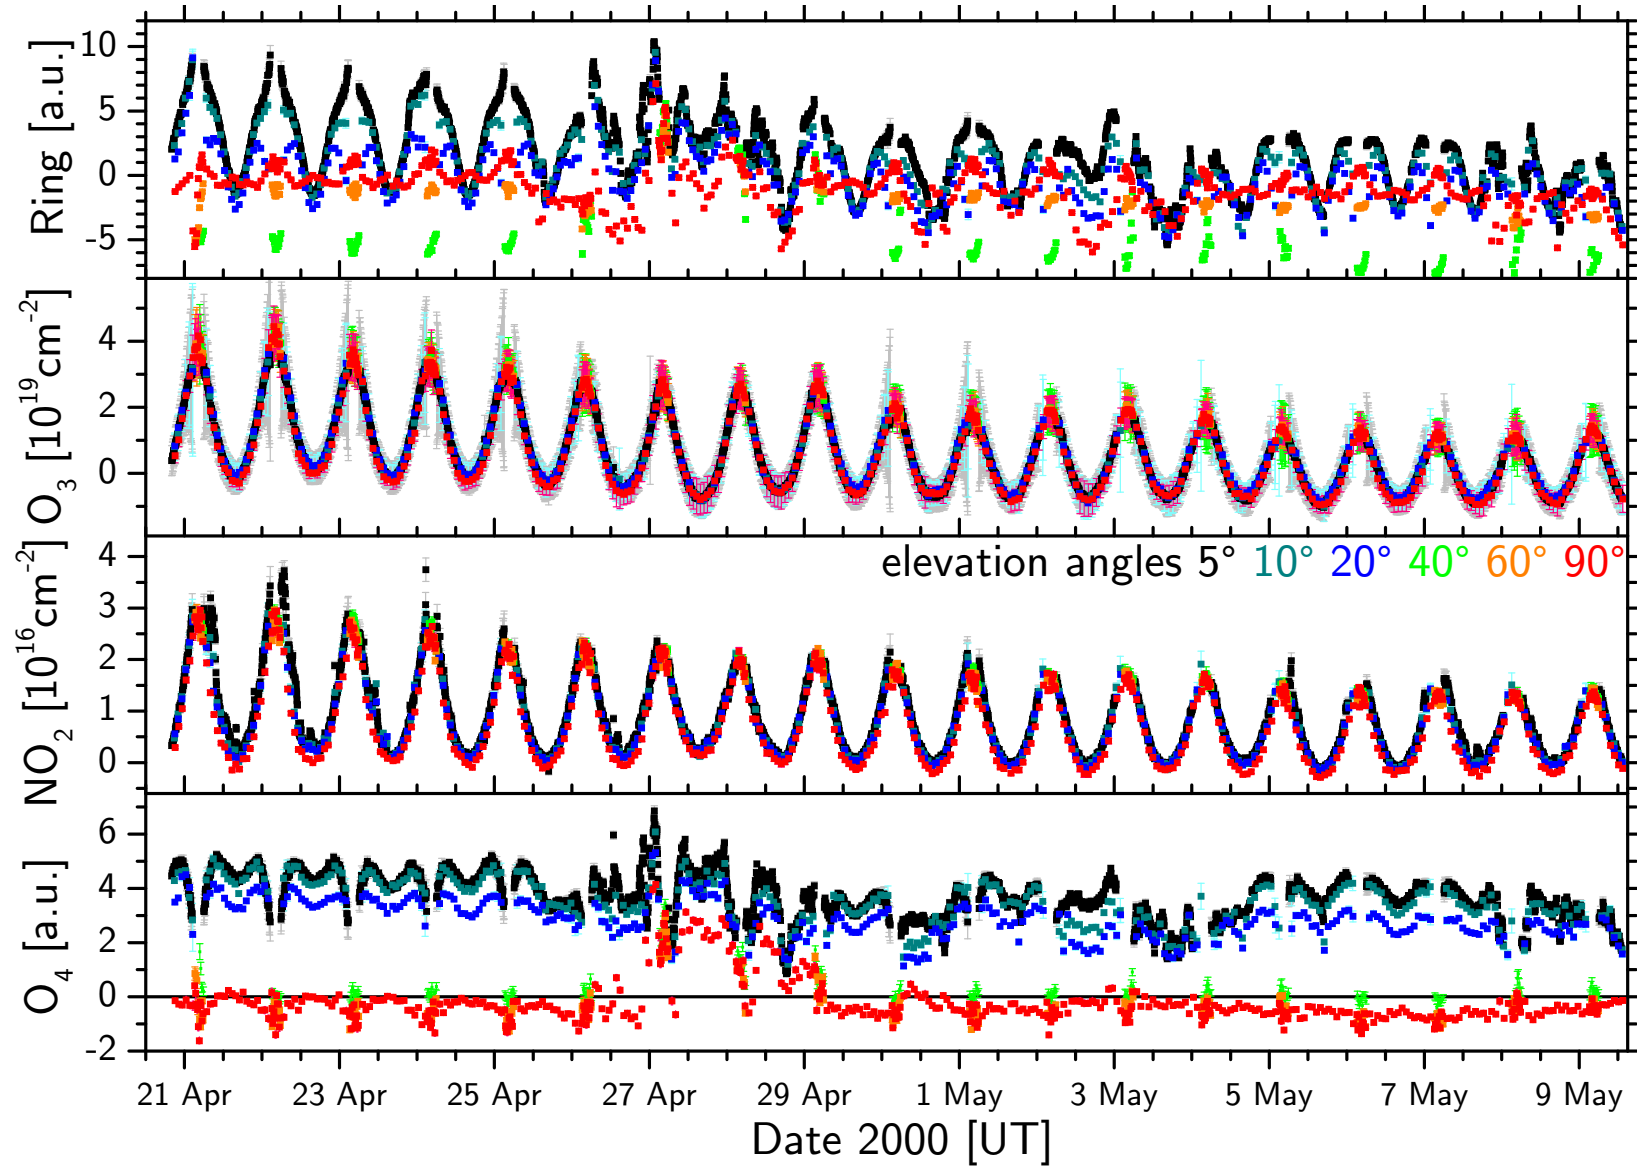 Ring [a.u.]
10
5
0
-5
O3 [10^19cm^-2]
4
2
0
elevation angles 5° 10° 20° 40° 60° 90°
NO2 [10^16cm^-2]
4
3
2
1
0
O4 [a.u.]
6
4
2
0
-2
21 Apr 23 Apr 25 Apr 27 Apr 29 Apr 1 May 3 May 5 May 7 May 9 May
Date 2000 [UT]